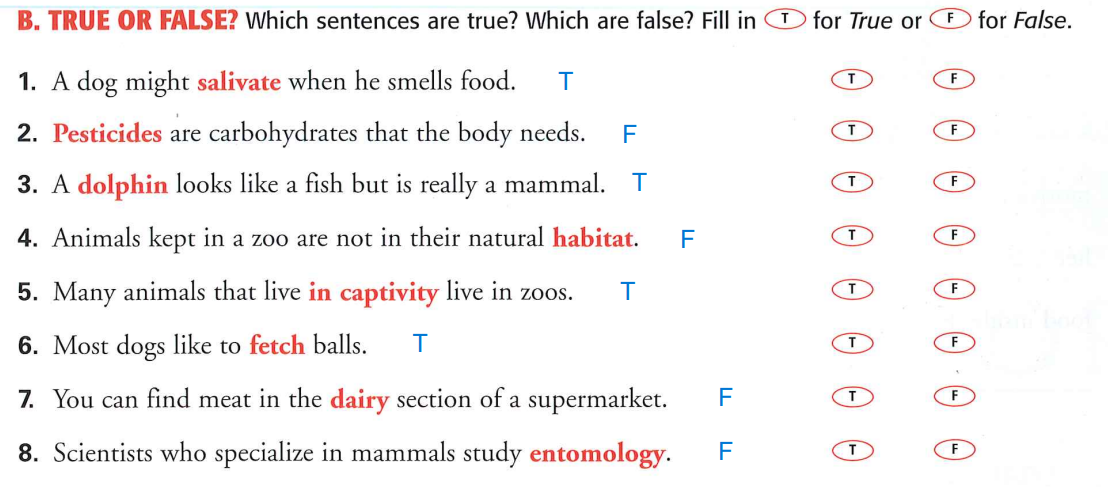 B. TRUE OR FALSE? Which sentences are true? Which are false? Fill in T for True or F for False.
1. A dog might salivate when he smells food. T T F
2. Pesticides are carbohydrates that the body needs. F T F
3. A dolphin looks like a fish but is really a mammal. T T F
4. Animals kept in a zoo are not in their natural habitat. F T F
5. Many animals that live in captivity live in zoos. T T F
6. Most dogs like to fetch balls. T T F
7. You can find meat in the dairy section of a supermarket. F T F
8. Scientists who specialize in mammals study entomology. F T F